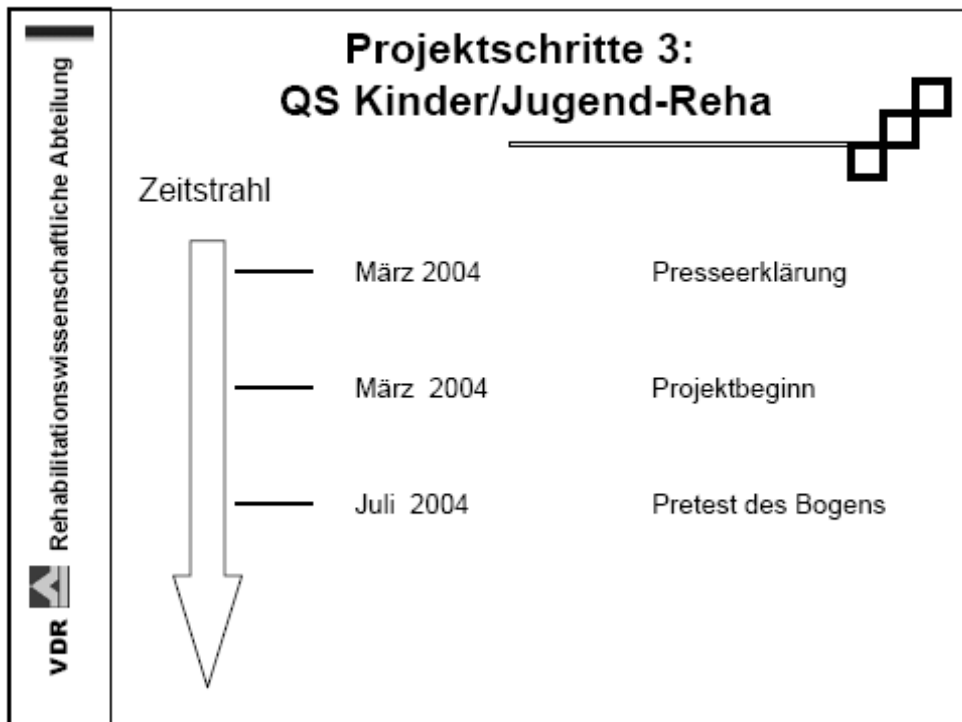 Projektschritte 3:
QS Kinder/Jugend-Reha
VDR Rehabilitationswissenschaftliche Abteilung
Zeitstrahl
März 2004 Presseerklärung
März 2004 Projektbeginn
Juli 2004 Pretest des Bogens